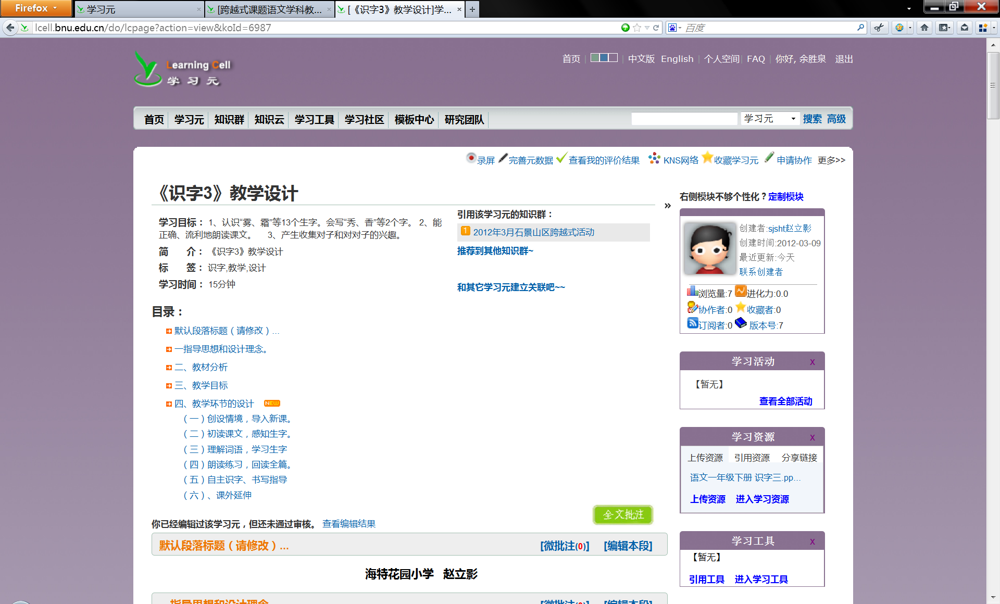 Firefox
学习元
[跨越式课题语文学科教...
[《识字3》教学设计]学...
lcell.bnu.edu.cn/do/lcpage?action=view&koId=6987
百度
Learning Cell
学 习 元
首页
中文版 English 个人空间 FAQ 你好, 余胜泉 退出
首页 学习元 知识群 知识云 学习工具 学习社区 模板中心 研究团队
学习元 搜索 高级
录屏 完善元数据 查看我的评价结果 KNS网络 收藏学习元 申请协作 更多>>
《识字3》教学设计
学习目标： 1、认识“雾、霜”等13个生字。会写“秀、香”等2个字。 2、能
正确、流利地朗读课文。 3、产生收集对子和对对子的兴趣。
简 介： 《识字3》教学设计
标 签： 识字,教学,设计
学习时间： 15分钟
引用该学习元的知识群：
1 2012年3月石景山区跨越式活动
推荐到其他知识群~
和其它学习元建立关联吧~~
»
目录：
默认段落标题（请修改）...
一指导思想和设计理念。
二、教材分析
三、教学目标
四、教学环节的设计 NEW
（一）创设情境，导入新课。
（二）初读课文，感知生字。
（三）理解词语，学习生字
（四）朗读练习，回读全篇。
（五）自主识字、书写指导
（六）、课外延伸
全文批注
你已经编辑过该学习元，但还未通过审核。 查看编辑结果
默认段落标题（请修改）... [微批注(0)] [编辑本段]
海特花园小学 赵立影
一指导思想和设计理念。 [微批注(0)] [编辑本段]
右侧模块不够个性化？定制模块
创建者:sjsht赵立影
创建时间:2012-03-09
最近更新:今天
联系创建者
浏览量:7 进化力:0.0
协作者:0 收藏者:0
订阅者:0 版本号:7
学习活动 X
【暂无】
查看全部活动
学习资源 X
上传资源 引用资源 分享链接
语文一年级下册 识字三.pp...
上传资源 进入学习资源
学习工具 X
【暂无】
引用工具 进入学习工具